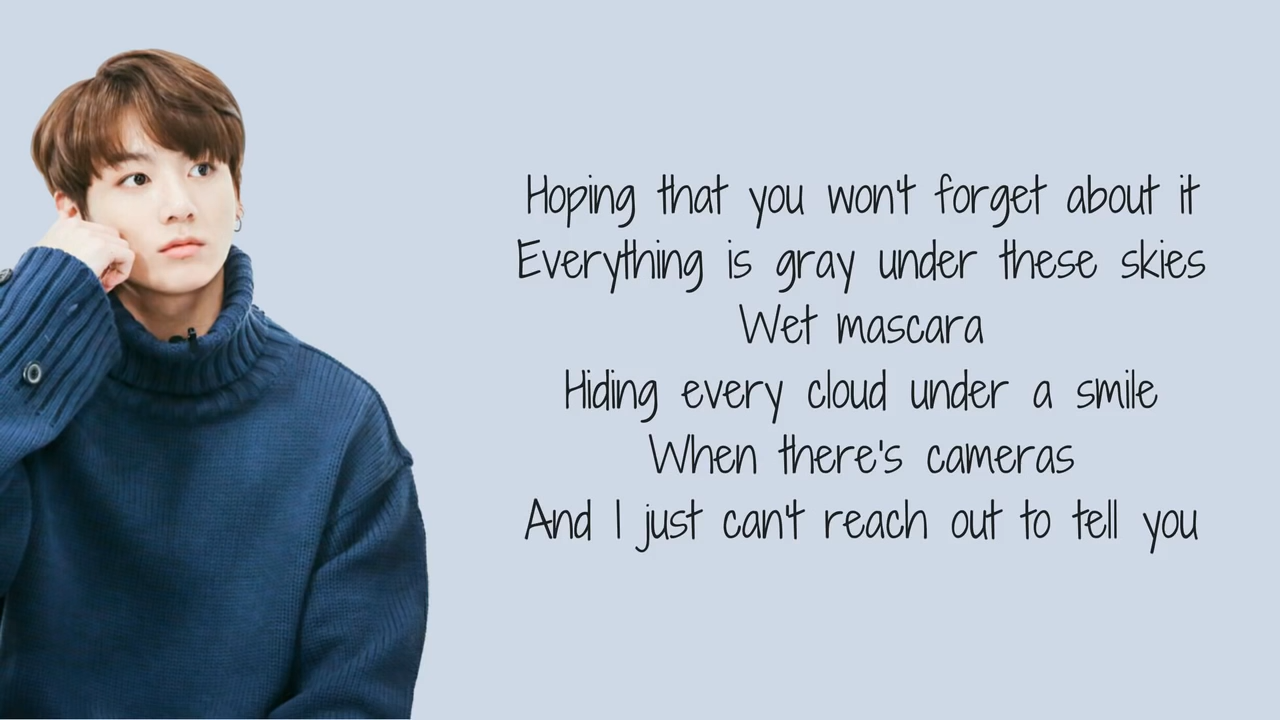 Hoping that you won't forget about it
Everything is gray under these skies
Wet mascara
Hiding every cloud under a smile
When there's cameras
And I just can't reach out to tell you